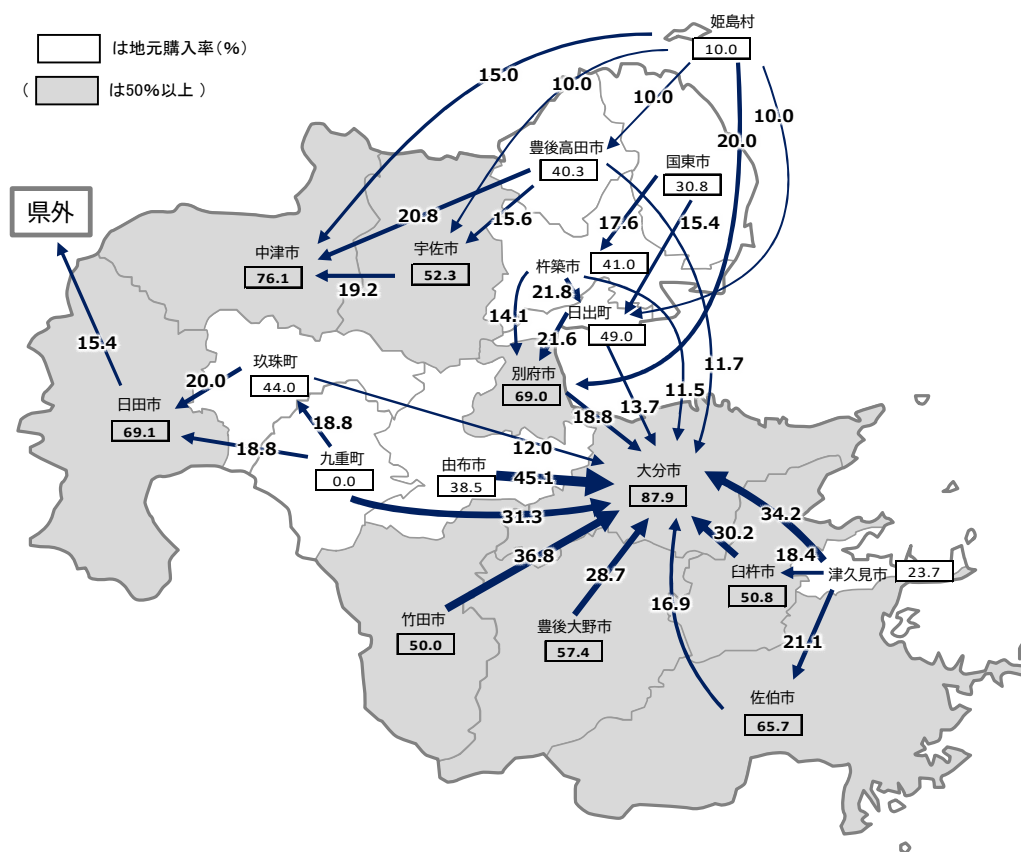 は地元購入率(%)
( は50%以上 )
姫島村
10.0
15.0
10.0
10.0
20.0
10.0
豊後高田市
40.3
国東市
30.8
県外
20.8
15.6
17.6
15.4
中津市
76.1
宇佐市
52.3
19.2
杵築市
41.0
21.8
日出町
49.0
14.1
21.6
15.4
玖珠町
44.0
20.0
別府市
69.0
11.7
11.5
13.7
18.8
日田市
69.1
18.8
18.8
九重町
0.0
12.0
由布市
38.5
45.1
大分市
87.9
31.3
34.2
30.2
36.8
28.7
18.4
臼杵市
50.8
津久見市
23.7
16.9
竹田市
50.0
豊後大野市
57.4
21.1
佐伯市
65.7